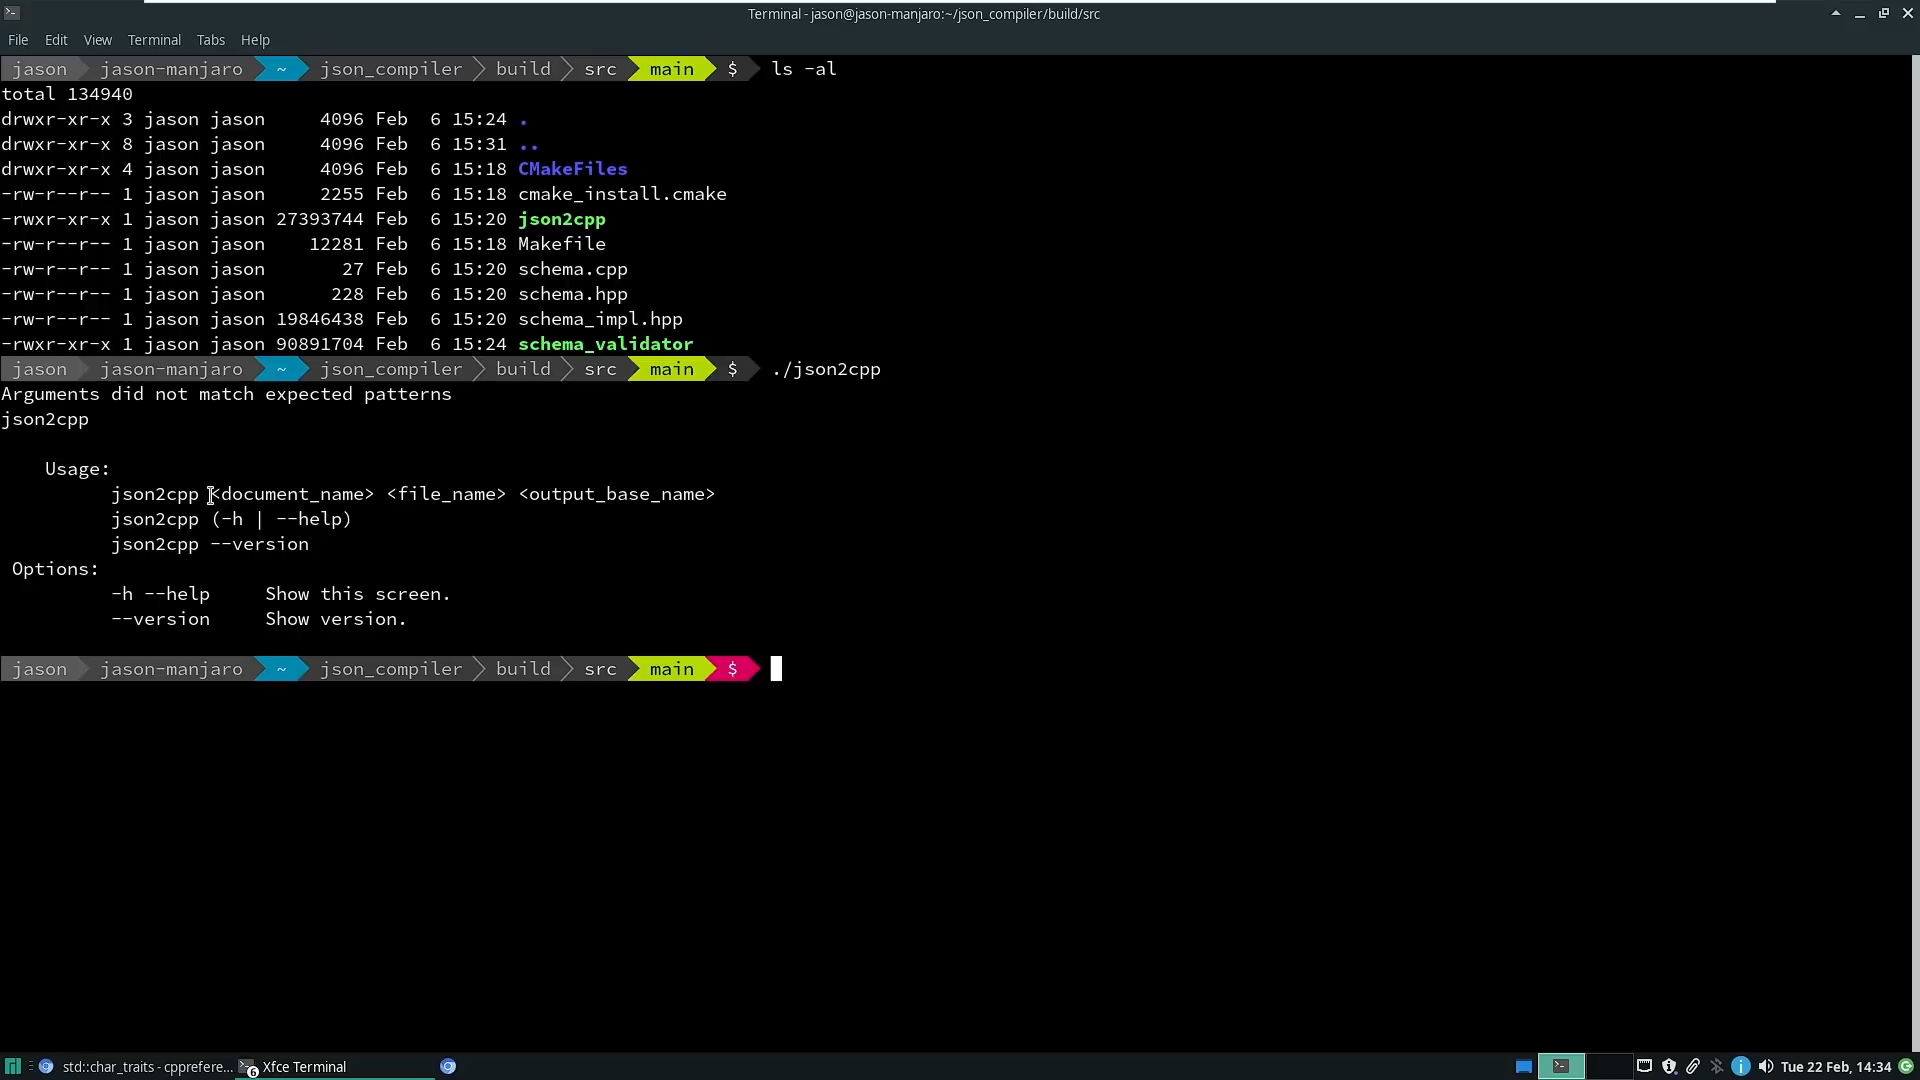 Terminal - jason@jason-manjaro:~/json_compiler/build/src
File Edit View Terminal Tabs Help
jason jason-manjaro ~ json_compiler build src main $ ls -al
total 134940
drwxr-xr-x 3 jason jason     4096 Feb  6 15:24 .
drwxr-xr-x 8 jason jason     4096 Feb  6 15:31 ..
drwxr-xr-x 4 jason jason     4096 Feb  6 15:18 CMakeFiles
-rw-r--r-- 1 jason jason     2255 Feb  6 15:18 cmake_install.cmake
-rwxr-xr-x 1 jason jason 27393744 Feb  6 15:20 json2cpp
-rw-r--r-- 1 jason jason    12281 Feb  6 15:18 Makefile
-rw-r--r-- 1 jason jason       27 Feb  6 15:20 schema.cpp
-rw-r--r-- 1 jason jason      228 Feb  6 15:20 schema.hpp
-rw-r--r-- 1 jason jason 19846438 Feb  6 15:20 schema_impl.hpp
-rwxr-xr-x 1 jason jason 90891704 Feb  6 15:24 schema_validator
jason jason-manjaro ~ json_compiler build src main $ ./json2cpp
Arguments did not match expected patterns
json2cpp
Usage:
json2cpp <document_name> <file_name> <output_base_name>
json2cpp (-h | --help)
json2cpp --version
Options:
-h --help     Show this screen.
--version     Show version.
jason jason-manjaro ~ json_compiler build src main $
std::char_traits - cpprefere... Xfce Terminal Tue 22 Feb, 14:34